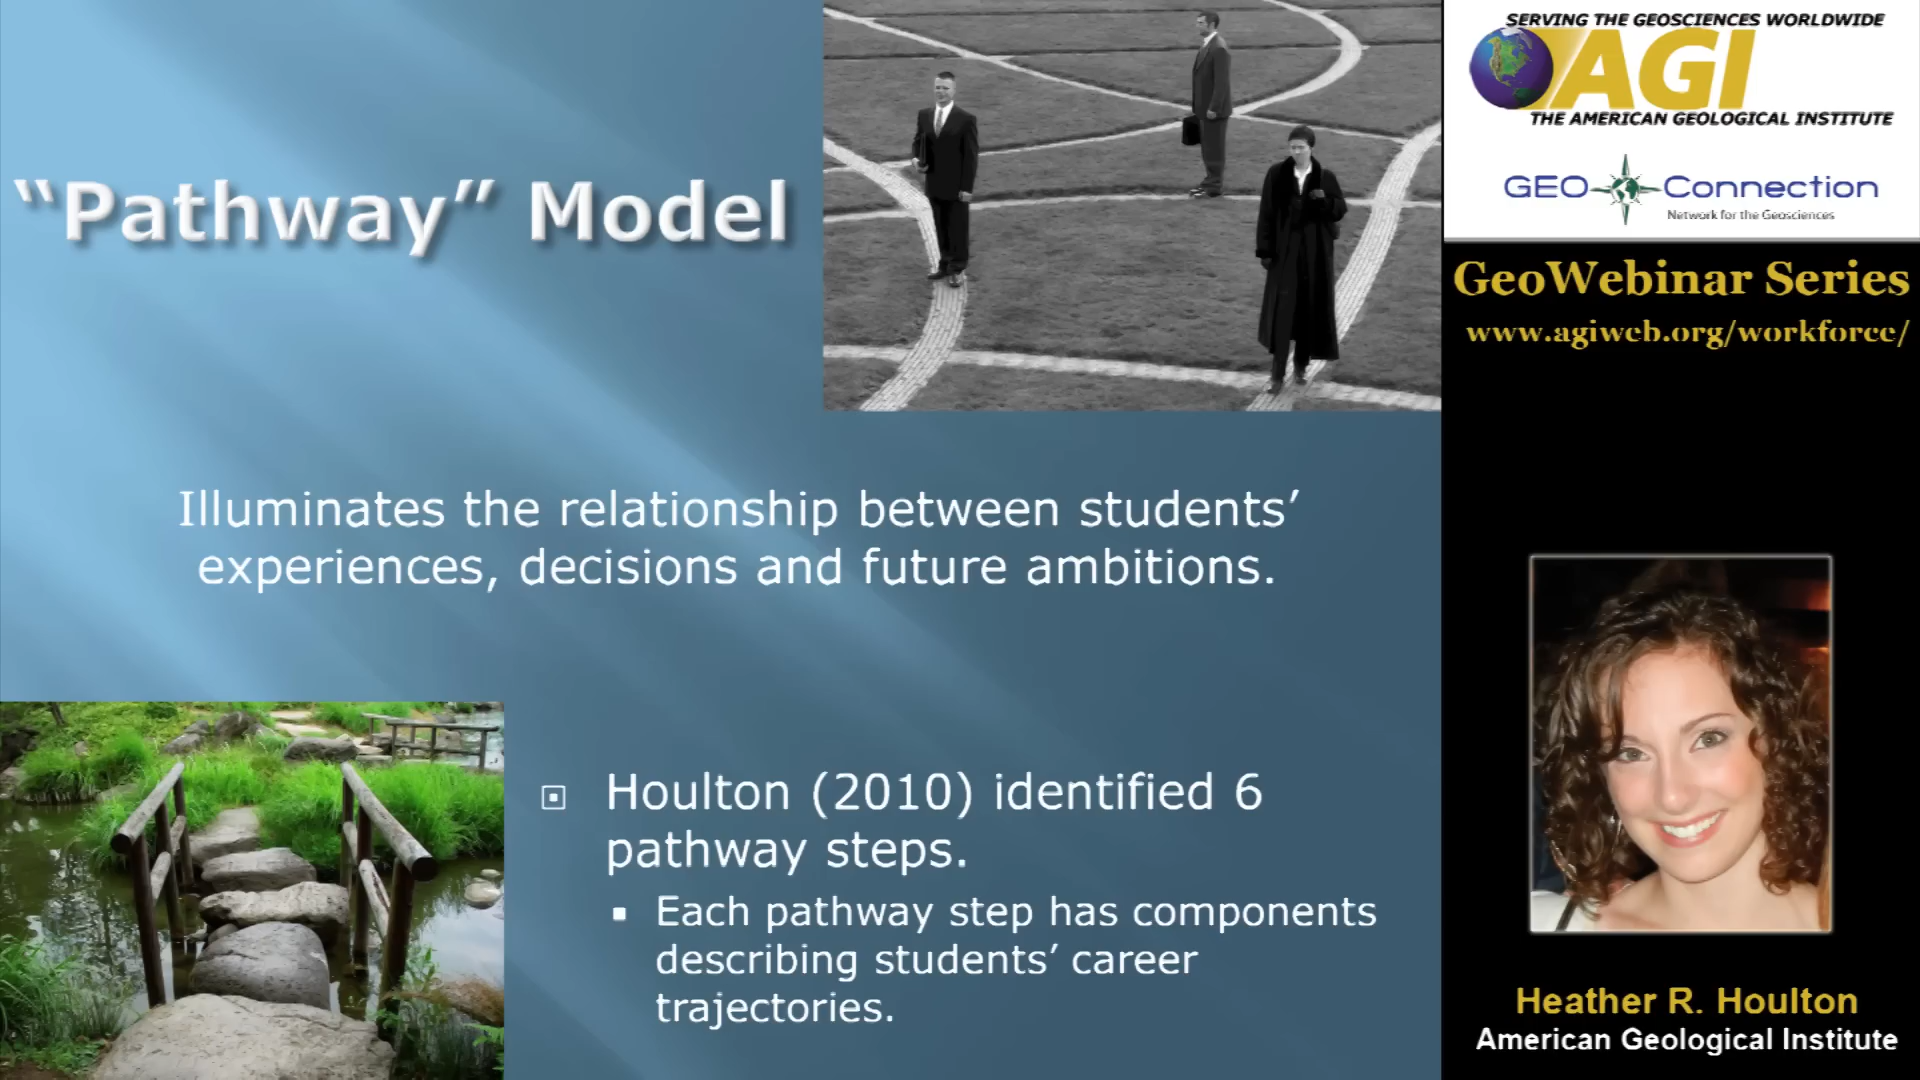 “Pathway” Model
Illuminates the relationship between students’
experiences, decisions and future ambitions.
Houlton (2010) identified 6
pathway steps.
Each pathway step has components
describing students’ career
trajectories.
SERVING THE GEOSCIENCES WORLDWIDE
AGI
THE AMERICAN GEOLOGICAL INSTITUTE
GEO Connection
Network for the Geosciences
GeoWebinar Series
www.agiweb.org/workforce/
Heather R. Houlton
American Geological Institute